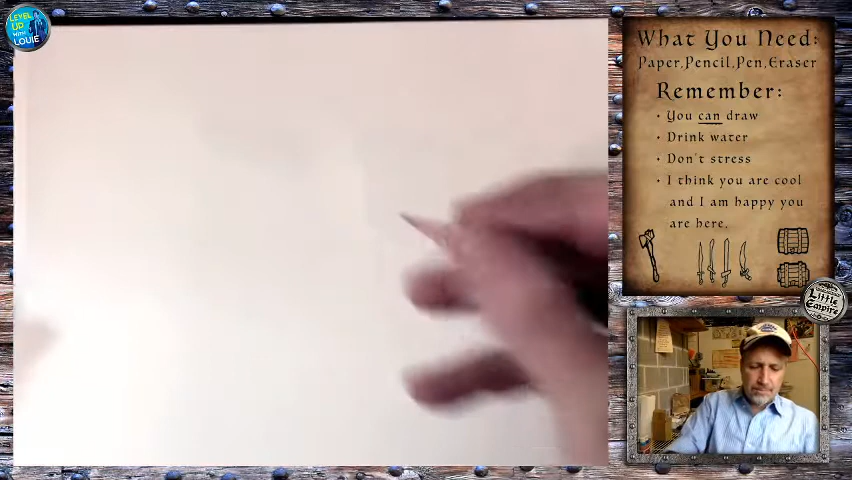 LEVEL
UP
WITH
LOUIE
What You Need:
Paper,Pencil,Pen,Eraser
Remember:
• You can draw
• Drink water
• Don't stress
• I think you are cool
and I am happy you
are here.
Little
Empire